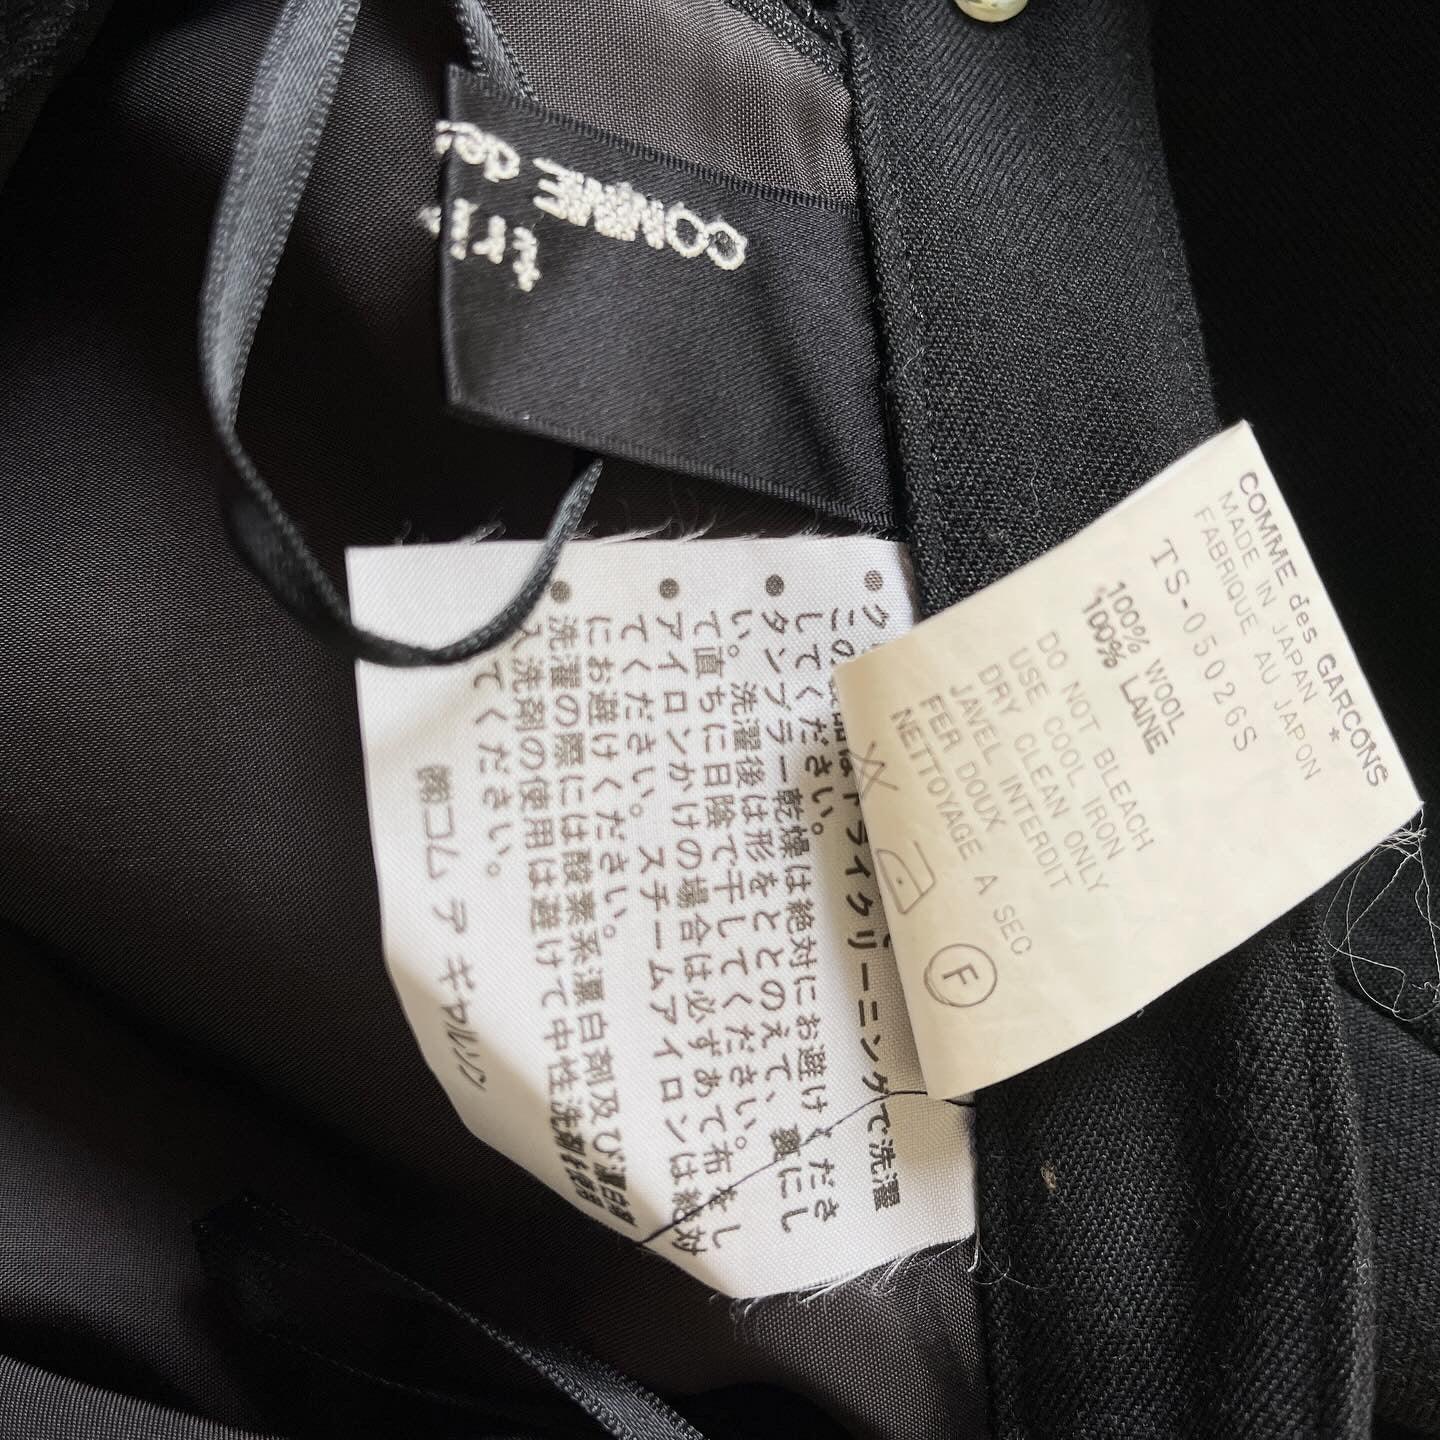 COMME de
COMME des GARCONS
MADE IN JAPAN *
FABRIQUE AU JAPON
TS-05026S
100% WOOL
100% LAINE
DO NOT BLEACH
USE COOL IRON
DRY CLEAN ONLY
JAVEL INTERDIT
FER DOUX
NETTOYAGE A SEC
F
●
この 品はドライクリーニングで洗濯
してください。
● タンブラー乾燥は絶対にお避けくださ
い。 洗濯後は形をととのえて、裏にし
て直ちに日陰で干してください。
● アイロンかけの場合は必ずあて布をし
てください。 スチームアイロンは絶対
にお避けください。
● 洗濯の際には酸素系漂白剤及び漂白剤
入り洗剤の使用は避けて中性洗剤を使用
してください。
㈱コム デ ギャルソン